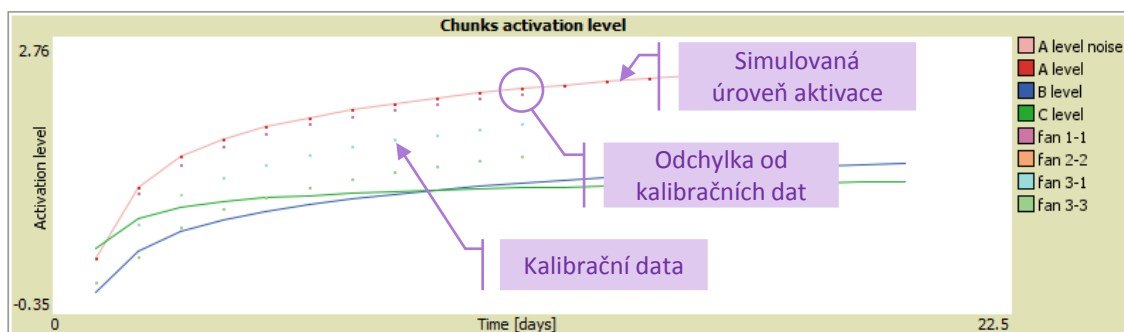 Chunks activation level
2.76
Activation level
-0.35
0
Time [days]
22.5
Simulovaná
úroveň aktivace
Odchylka od
kalibračních dat
Kalibrační data
A level noise
A level
B level
C level
fan 1-1
fan 2-2
fan 3-1
fan 3-3